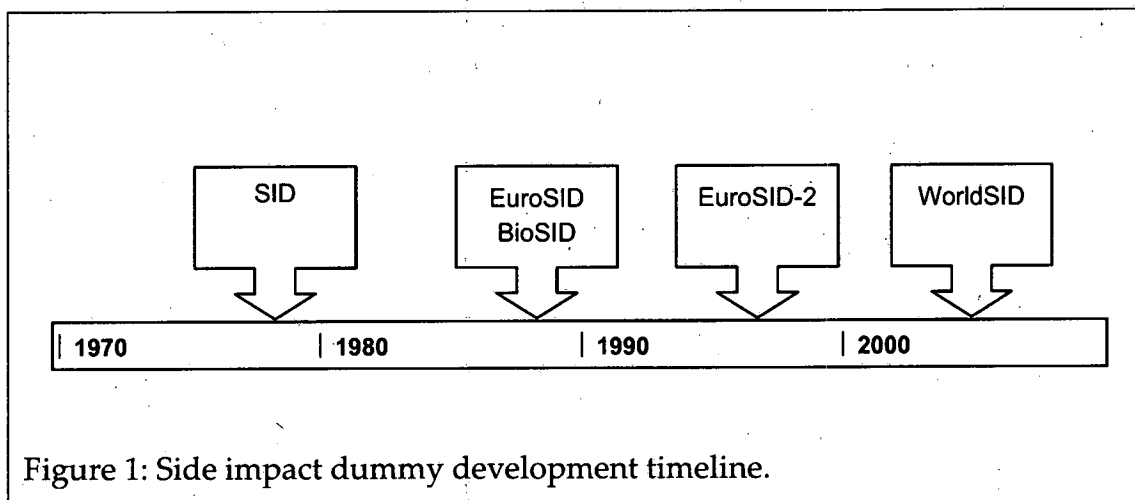 SID
EuroSID
BioSID
EuroSID-2
WorldSID
1970
1980
1990
2000
Figure 1: Side impact dummy development timeline.